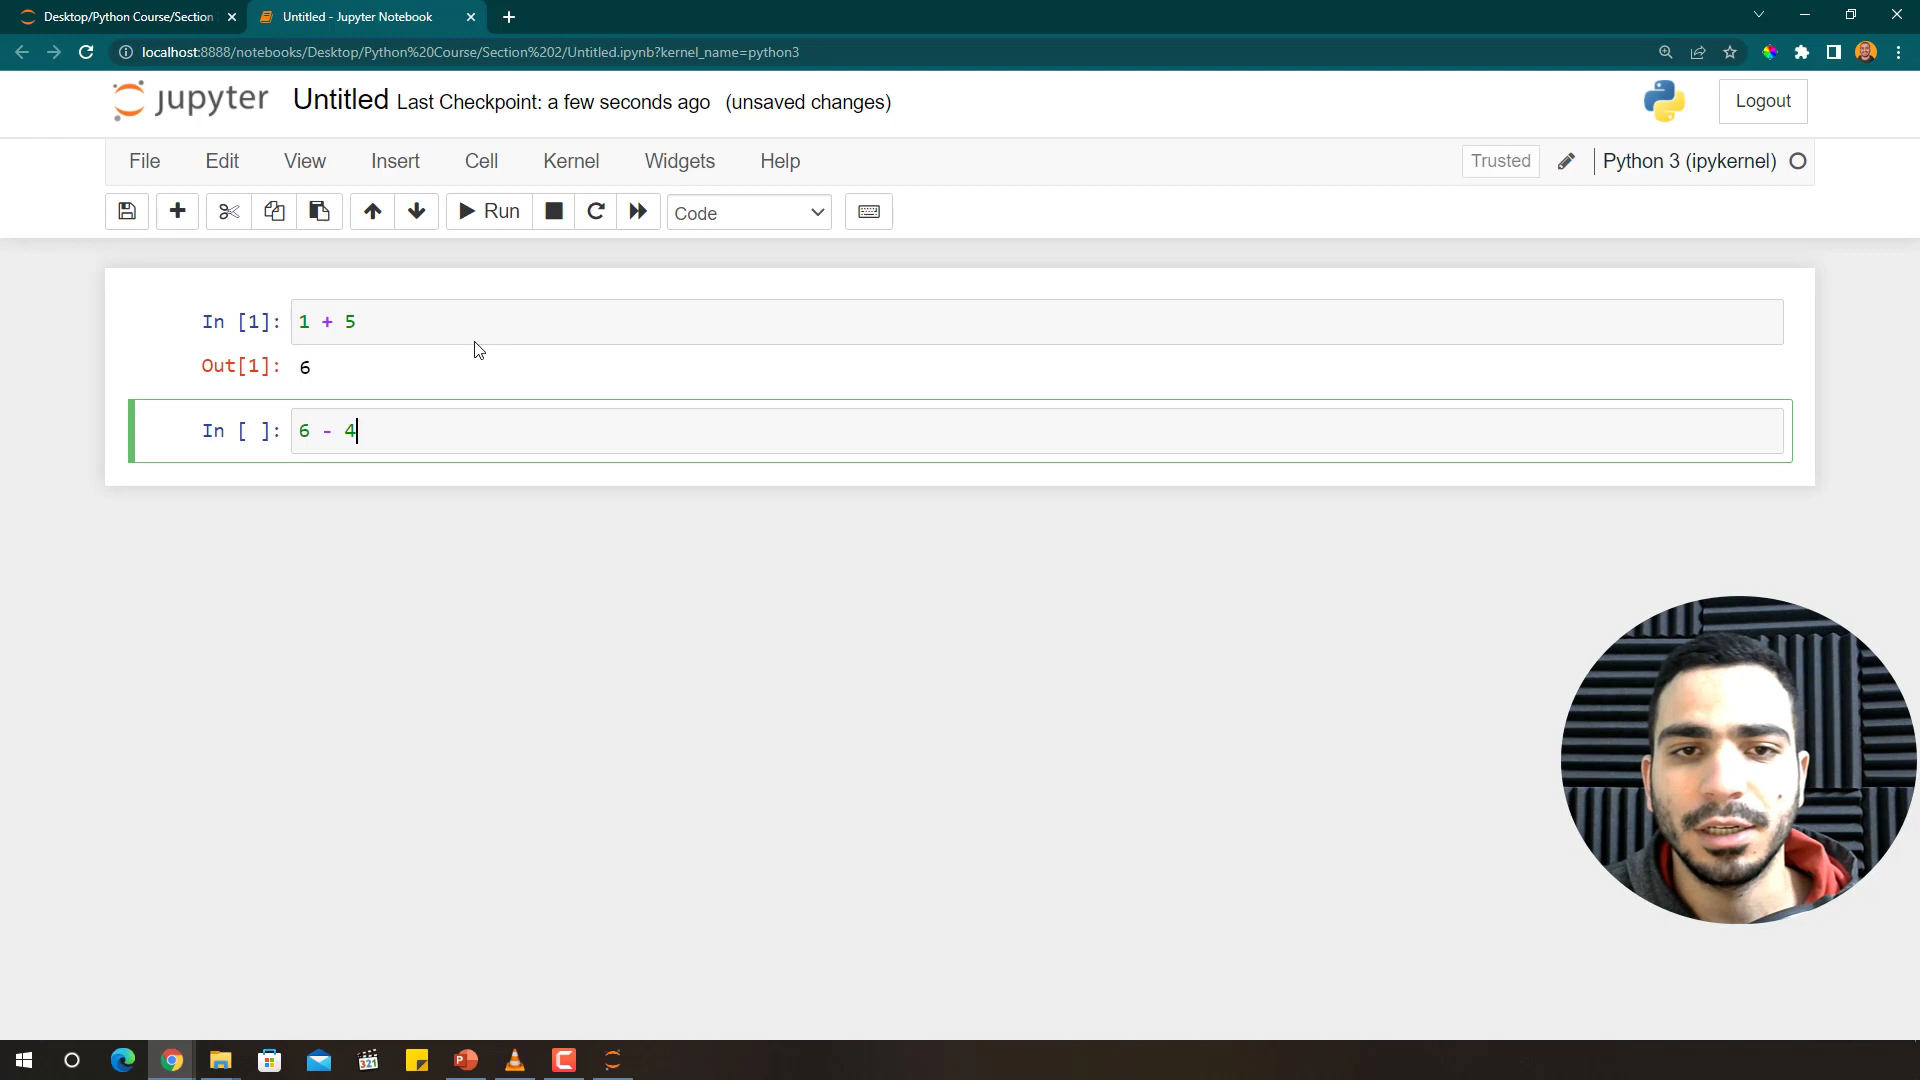 Desktop/Python Course/Section
Untitled - Jupyter Notebook
localhost:8888/notebooks/Desktop/Python%20Course/Section%202/Untitled.ipynb?kernel_name=python3
jupyter Untitled Last Checkpoint: a few seconds ago (unsaved changes)
Logout
File Edit View Insert Cell Kernel Widgets Help
Trusted Python 3 (ipykernel)
Run Code
In [1]: 1 + 5
Out[1]: 6
In [ ]: 6 - 4
321
P
C